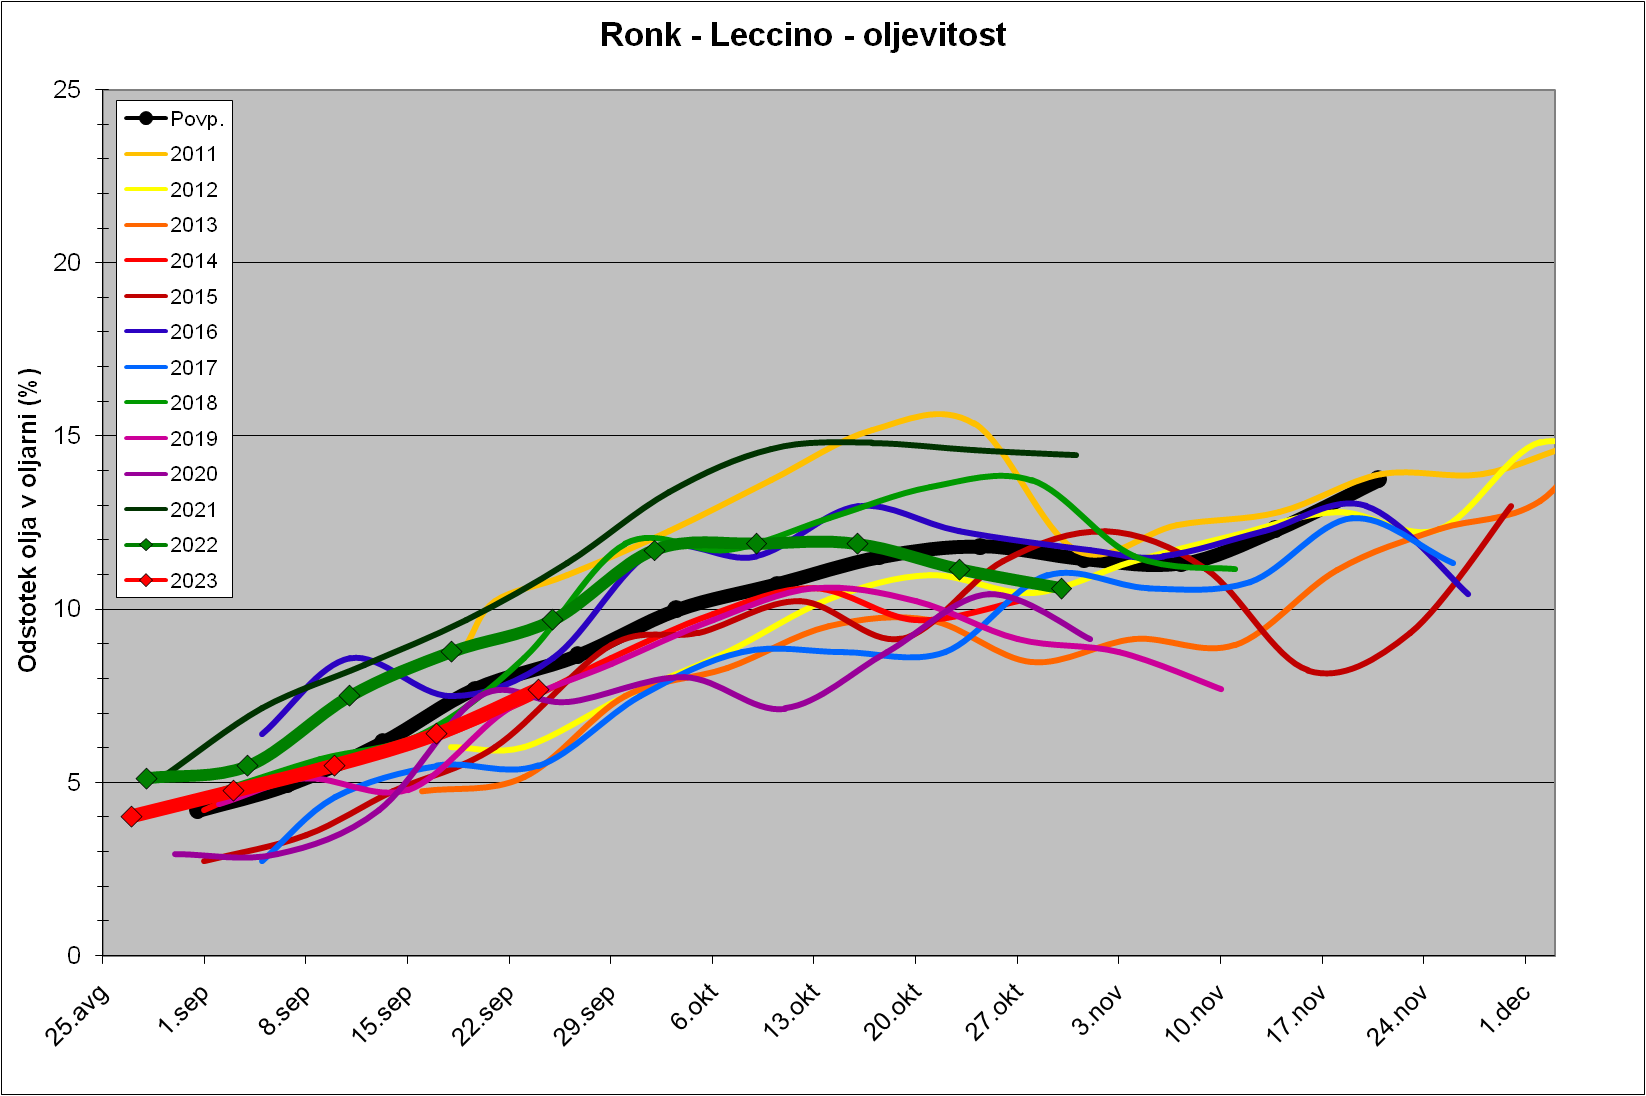 Ronk - Leccino - oljevitost
Odstotek olja v oljarni (%)
25
20
15
10
5
0
Povp.
2011
2012
2013
2014
2015
2016
2017
2018
2019
2020
2021
2022
2023
25.avg
1.sep
8.sep
15.sep
22.sep
29.sep
6.okt
13.okt
20.okt
27.okt
3.nov
10.nov
17.nov
24.nov
1.dec